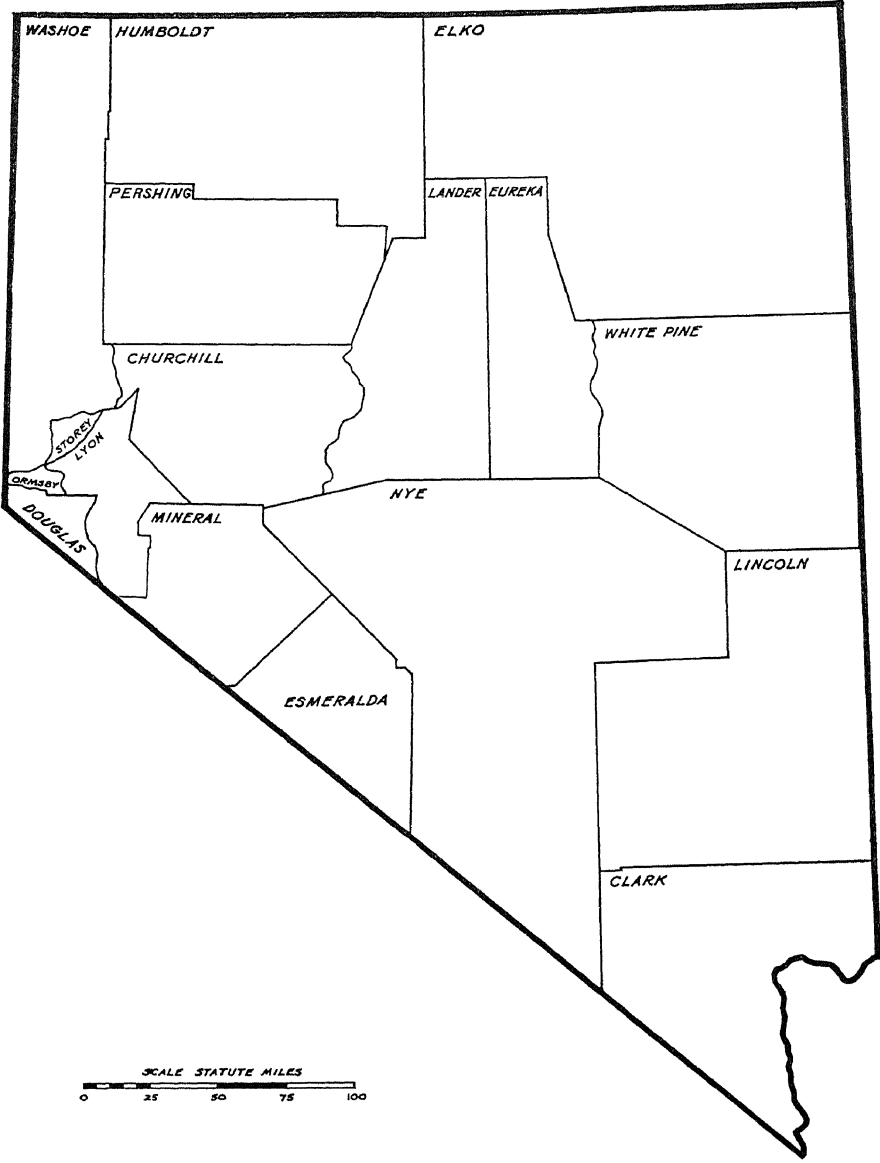 WASHOE
HUMBOLDT
ELKO
PERSHING
LANDER
EUREKA
WHITE PINE
CHURCHILL
STOREY
LYON
ORMSBY
NYE
DOUGLAS
MINERAL
LINCOLN
ESMERALDA
CLARK
SCALE STATUTE MILES
0 25 50 75 100